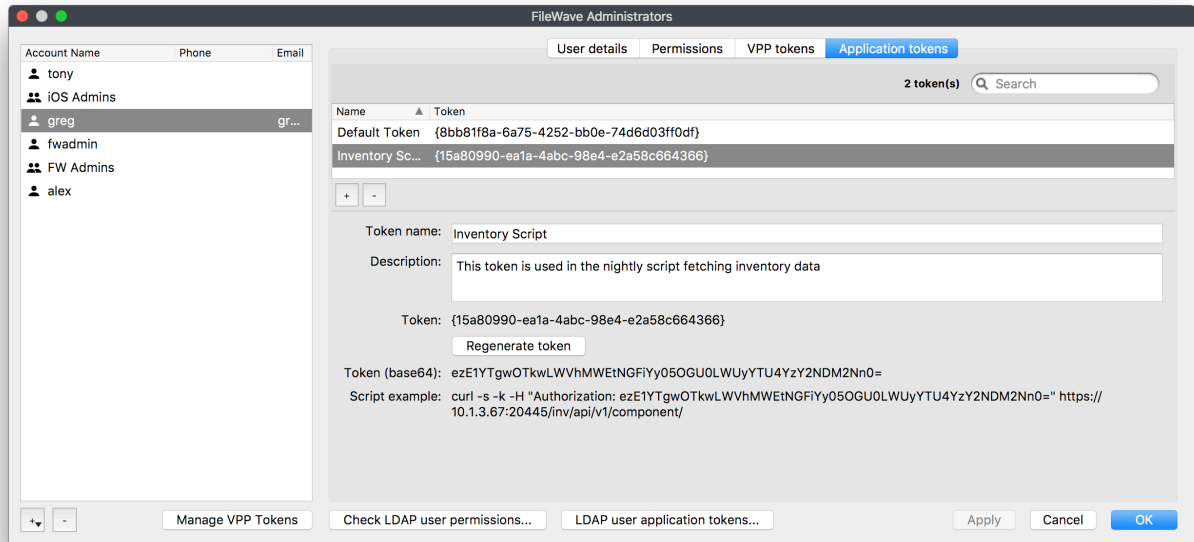 FileWave Administrators
Account Name Phone Email
tony
iOS Admins
greg gr...
fwadmin
FW Admins
alex
User details Permissions VPP tokens Application tokens
2 token(s) Search
Name Token
Default Token {8bb81f8a-6a75-4252-bb0e-74d6d03ff0df}
Inventory Sc... {15a80990-ea1a-4abc-98e4-e2a58c664366}
+ -
Token name: Inventory Script
Description: This token is used in the nightly script fetching inventory data
Token: {15a80990-ea1a-4abc-98e4-e2a58c664366}
Regenerate token
Token (base64): ezE1YTgwOTkwLWVhMWEtNGFiYy05OGU0LWUyYTU4YzY2NDM2Nn0=
Script example: curl -s -k -H "Authorization: ezE1YTgwOTkwLWVhMWEtNGFiYy05OGU0LWUyYTU4YzY2NDM2Nn0=" https://
10.1.3.67:20445/inv/api/v1/component/
+ - Manage VPP Tokens Check LDAP user permissions... LDAP user application tokens... Apply Cancel OK